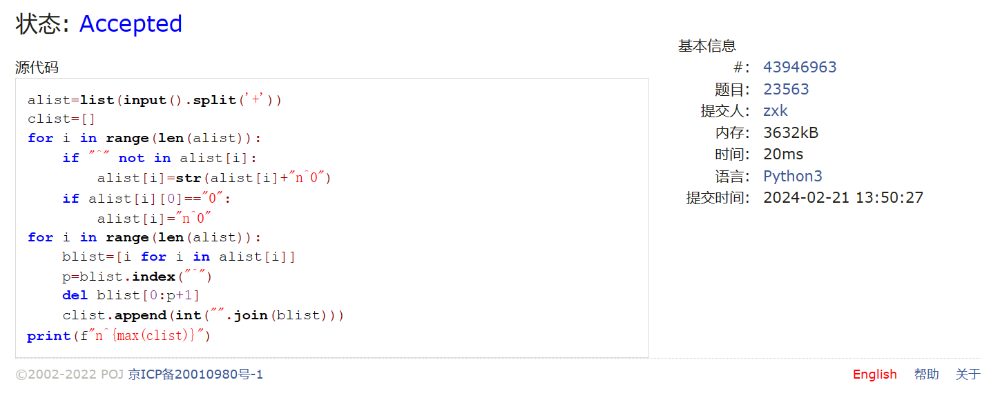 状态: Accepted
源代码
alist=list(input().split('+'))
clist=[]
for i in range(len(alist)):
    if "^" not in alist[i]:
        alist[i]=str(alist[i]+"n^0")
    if alist[i][0]=="0":
        alist[i]="n^0"
for i in range(len(alist)):
    blist=[i for i in alist[i]]
    p=blist.index("^")
    del blist[0:p+1]
    clist.append(int("".join(blist)))
print(f"n^{max(clist)}")
基本信息
#: 43946963
题目: 23563
提交人: zxk
内存: 3632kB
时间: 20ms
语言: Python3
提交时间: 2024-02-21 13:50:27
©2002-2022 POJ 京ICP备20010980号-1
English 帮助 关于